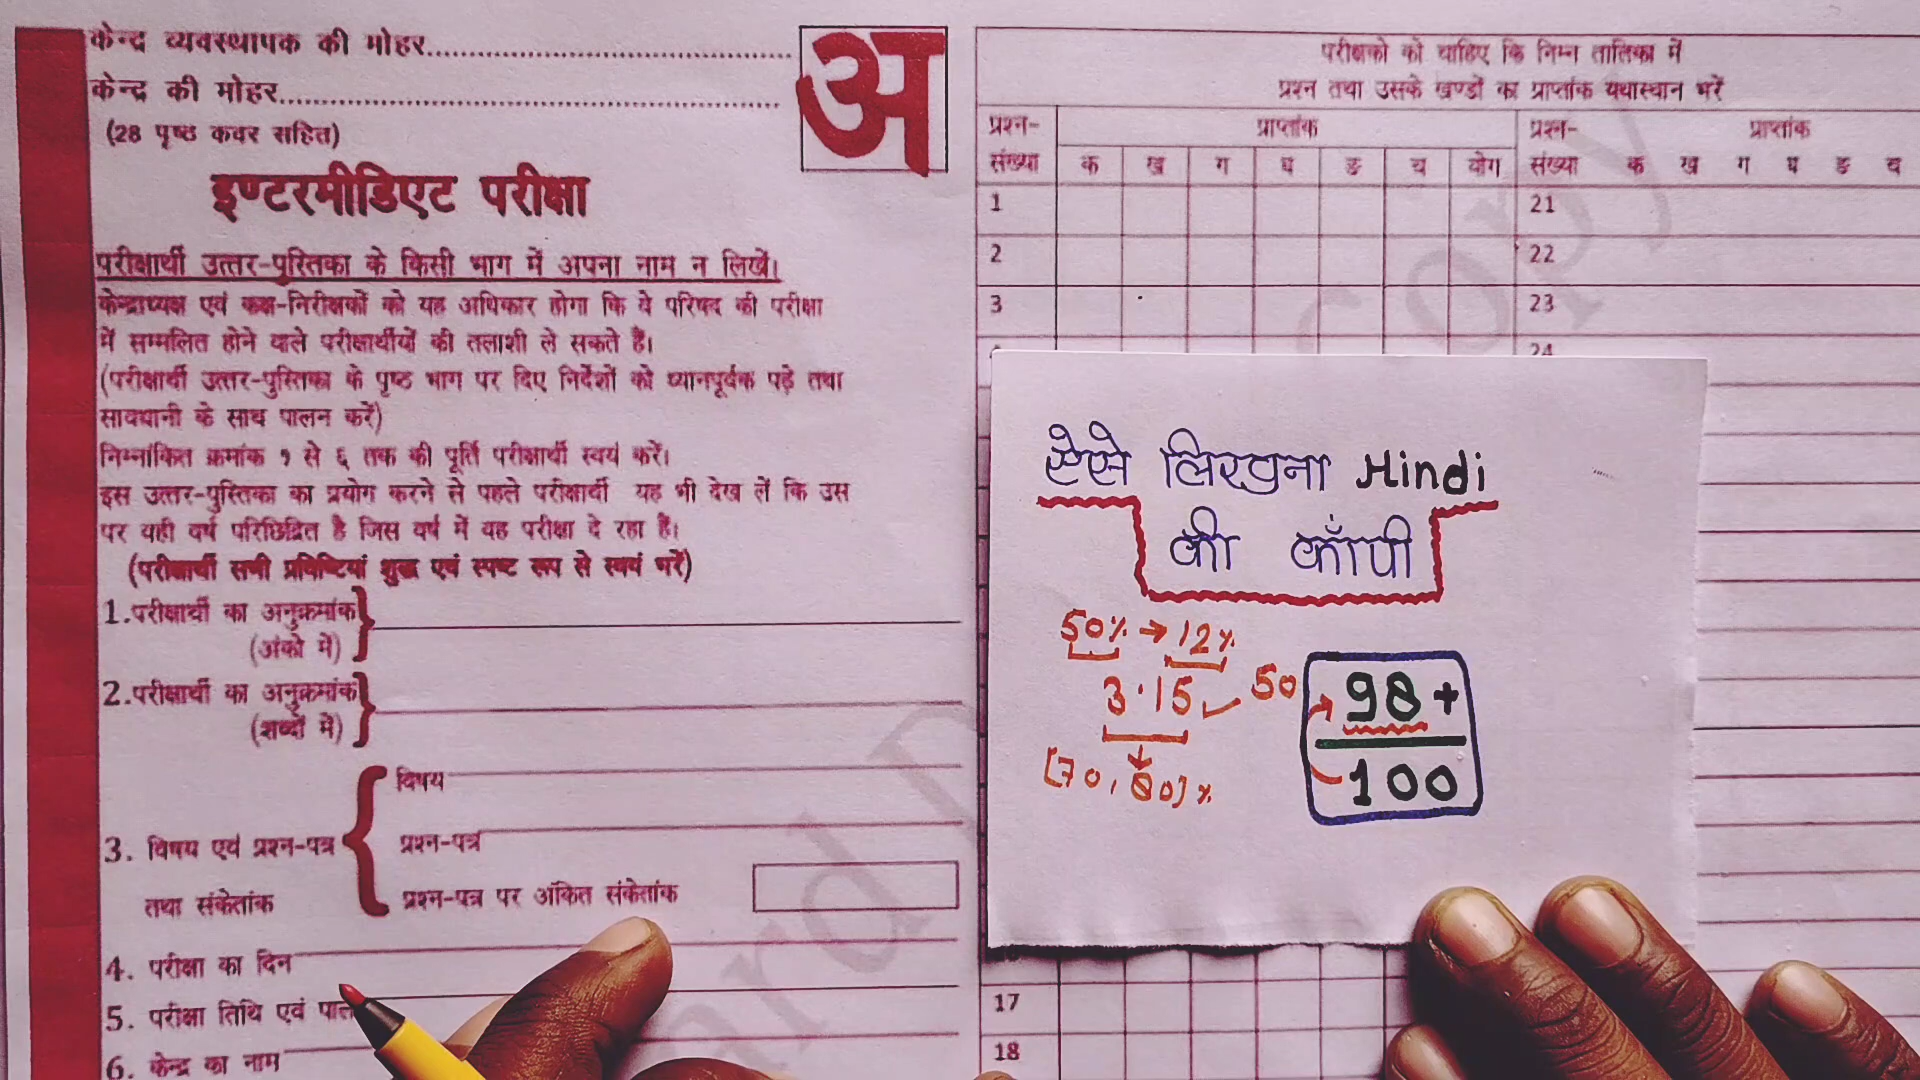 केन्द्र व्यवस्थापक की मोहर
केन्द्र की मोहर
(28 पृष्ठ कवर सहित)
अ
इण्टरमीडिएट परीक्षा
परीक्षार्थी उत्तर-पुस्तिका के किसी भाग में अपना नाम न लिखें।
केन्द्राध्यक्ष एवं कक्ष-निरीक्षकों को यह अधिकार होगा कि वे परिषद की परीक्षा
में सम्मलित होने वाले परीक्षार्थीयों की तलाशी ले सकते हैं।
(परीक्षार्थी उत्तर-पुस्तिका के पृष्ठ भाग पर दिए निर्देशों को ध्यानपूर्वक पढ़े तथा
सावधानी के साथ पालन करें)
निम्नांकित क्रमांक १ से ६ तक की पूर्ति परीक्षार्थी स्वयं करें।
इस उत्तर-पुस्तिका का प्रयोग करने से पहले परीक्षार्थी यह भी देख लें कि उस
पर वही वर्ष परिछिद्रित है जिस वर्ष में वह परीक्षा दे रहा है।
(परीक्षार्थी सभी प्रविष्टियां शुद्ध एवं स्पष्ट रूप से स्वयं भरें)
1. परीक्षार्थी का अनुक्रमांक
(अंको में)
2. परीक्षार्थी का अनुक्रमांक
(शब्दों में)
3. विषय एवं प्रश्न-पत्र
तथा संकेतांक
विषय
प्रश्न-पत्र
प्रश्न-पत्र पर अंकित संकेतांक
4. परीक्षा का दिन
5. परीक्षा तिथि एवं
6. केन्द्र का नाम
परीक्षको को चाहिए कि निम्न तालिका में
प्रश्न तथा उसके खण्डों का प्राप्तांक यथास्थान भरें
प्रश्न- प्राप्तांक प्रश्न- प्राप्तांक
संख्या क ख ग घ ङ च योग संख्या क ख ग घ ङ च
1 21
2 22
3 23
24
ऐसे लिखना Hindi
की कॉपी
50% → 12%
3.15 ✓ 50
[70, 80] %
98+
100
17
18